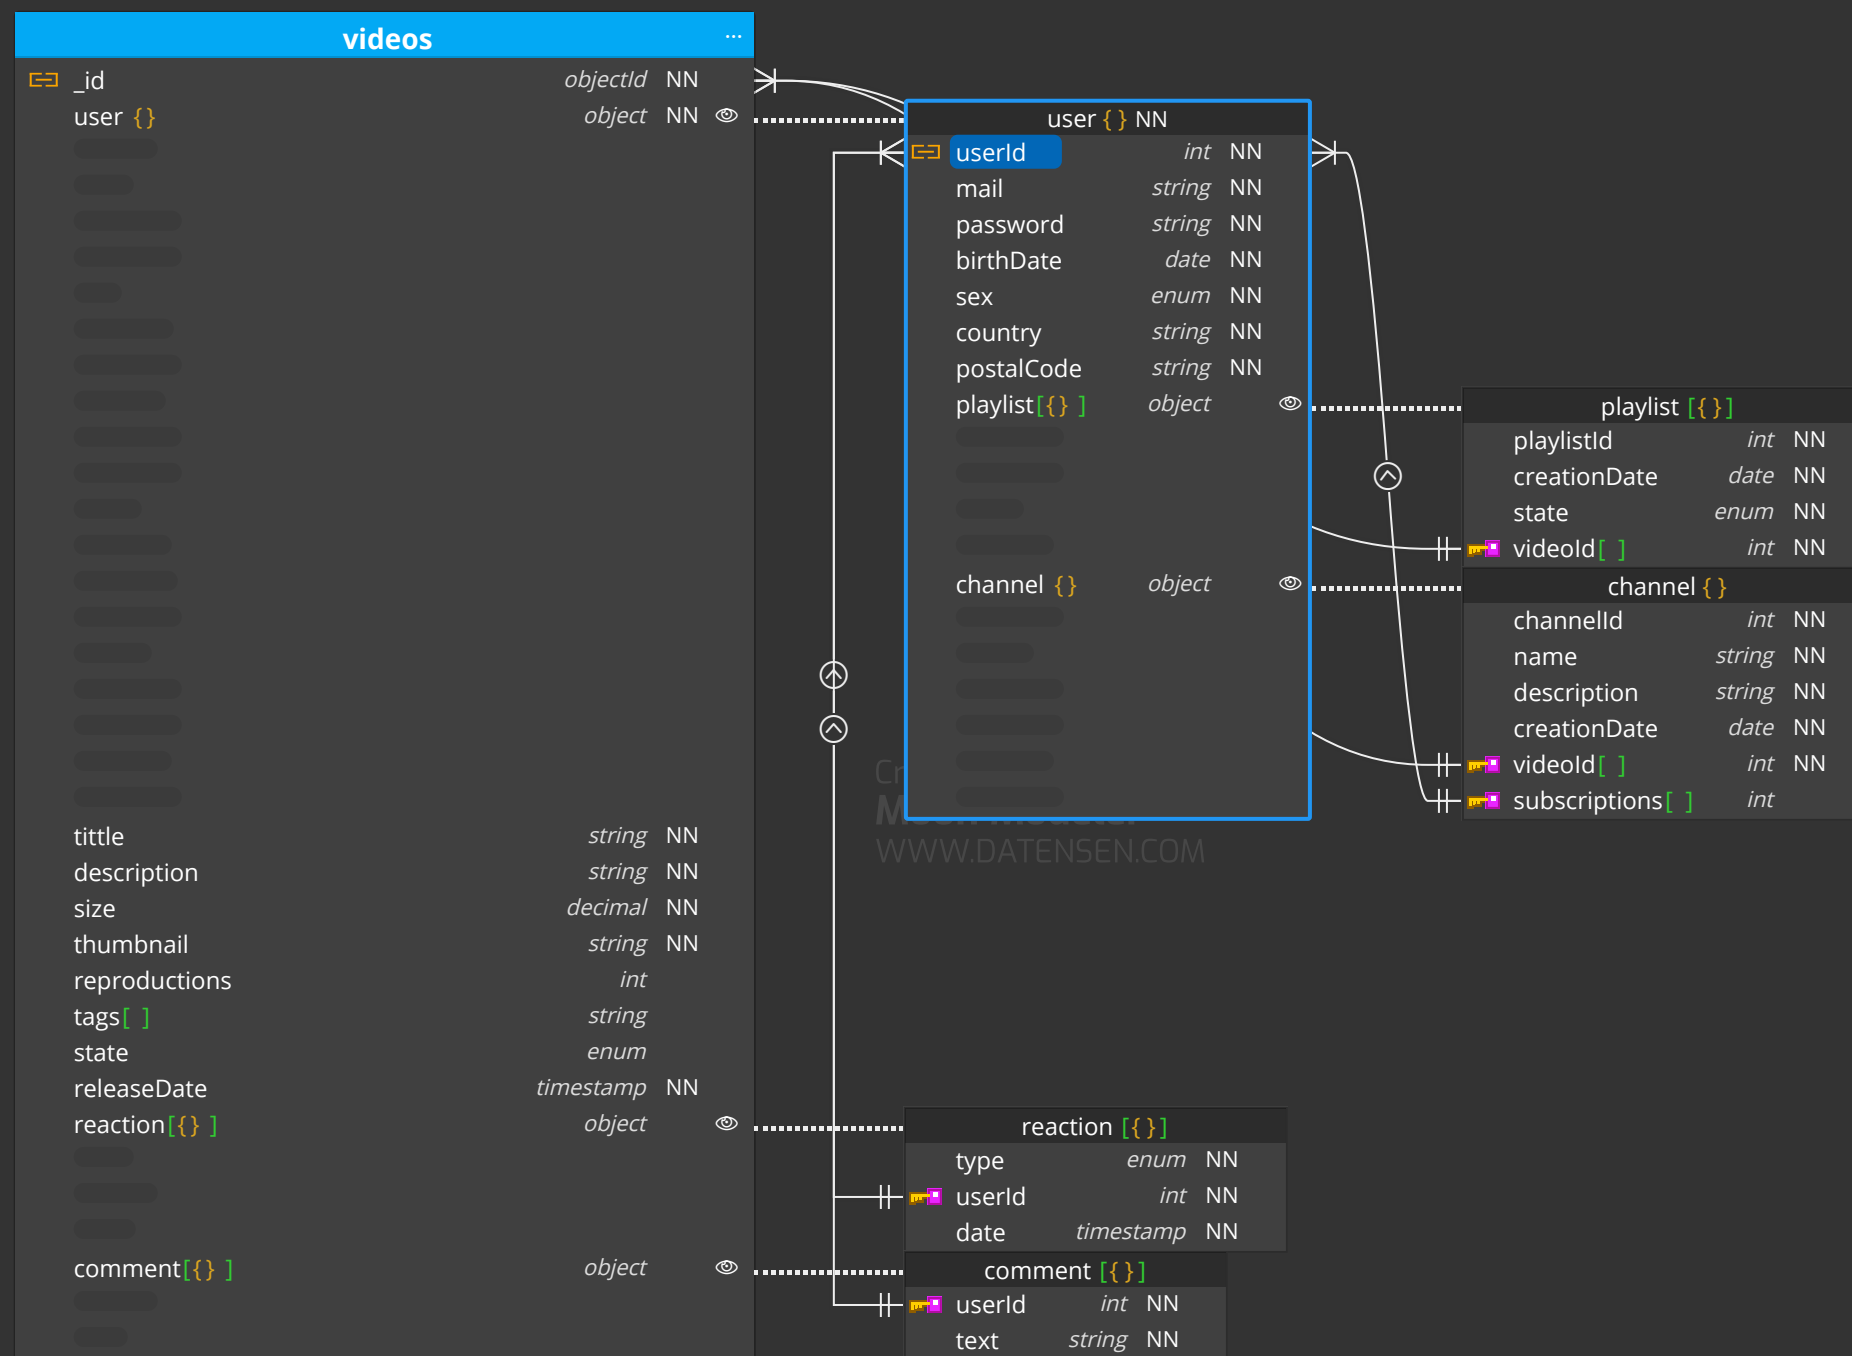 videos ...
_id objectId NN
user {} object NN
tittle string NN
description string NN
size decimal NN
thumbnail string NN
reproductions int
tags[ ] string
state enum
releaseDate timestamp NN
reaction[{} ] object
comment[{} ] object
user { } NN
userId int NN
mail string NN
password string NN
birthDate date NN
sex enum NN
country string NN
postalCode string NN
playlist[{} ] object
channel {} object
playlist [{ }]
playlistId int NN
creationDate date NN
state enum NN
videoId[ ] int NN
channel { }
channelId int NN
name string NN
description string NN
creationDate date NN
videoId[ ] int NN
subscriptions[ ] int
WWW.DATENSEN.COM
reaction [{ }]
type enum NN
userId int NN
date timestamp NN
comment [{ }]
userId int NN
text string NN